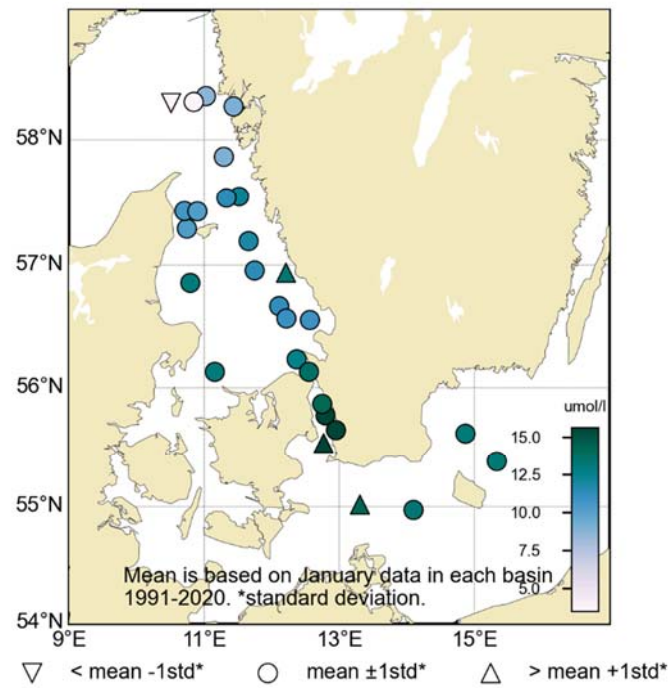 58°N
57°N
56°N
umol/l
15.0
12.5
55°N
10.0
7.5
Mean is based on January data in each basin
1991-2020. *standard deviation.
5.0
54°N
9°E 11°E 13°E 15°E
< mean -1std* mean ±1std* > mean +1std*